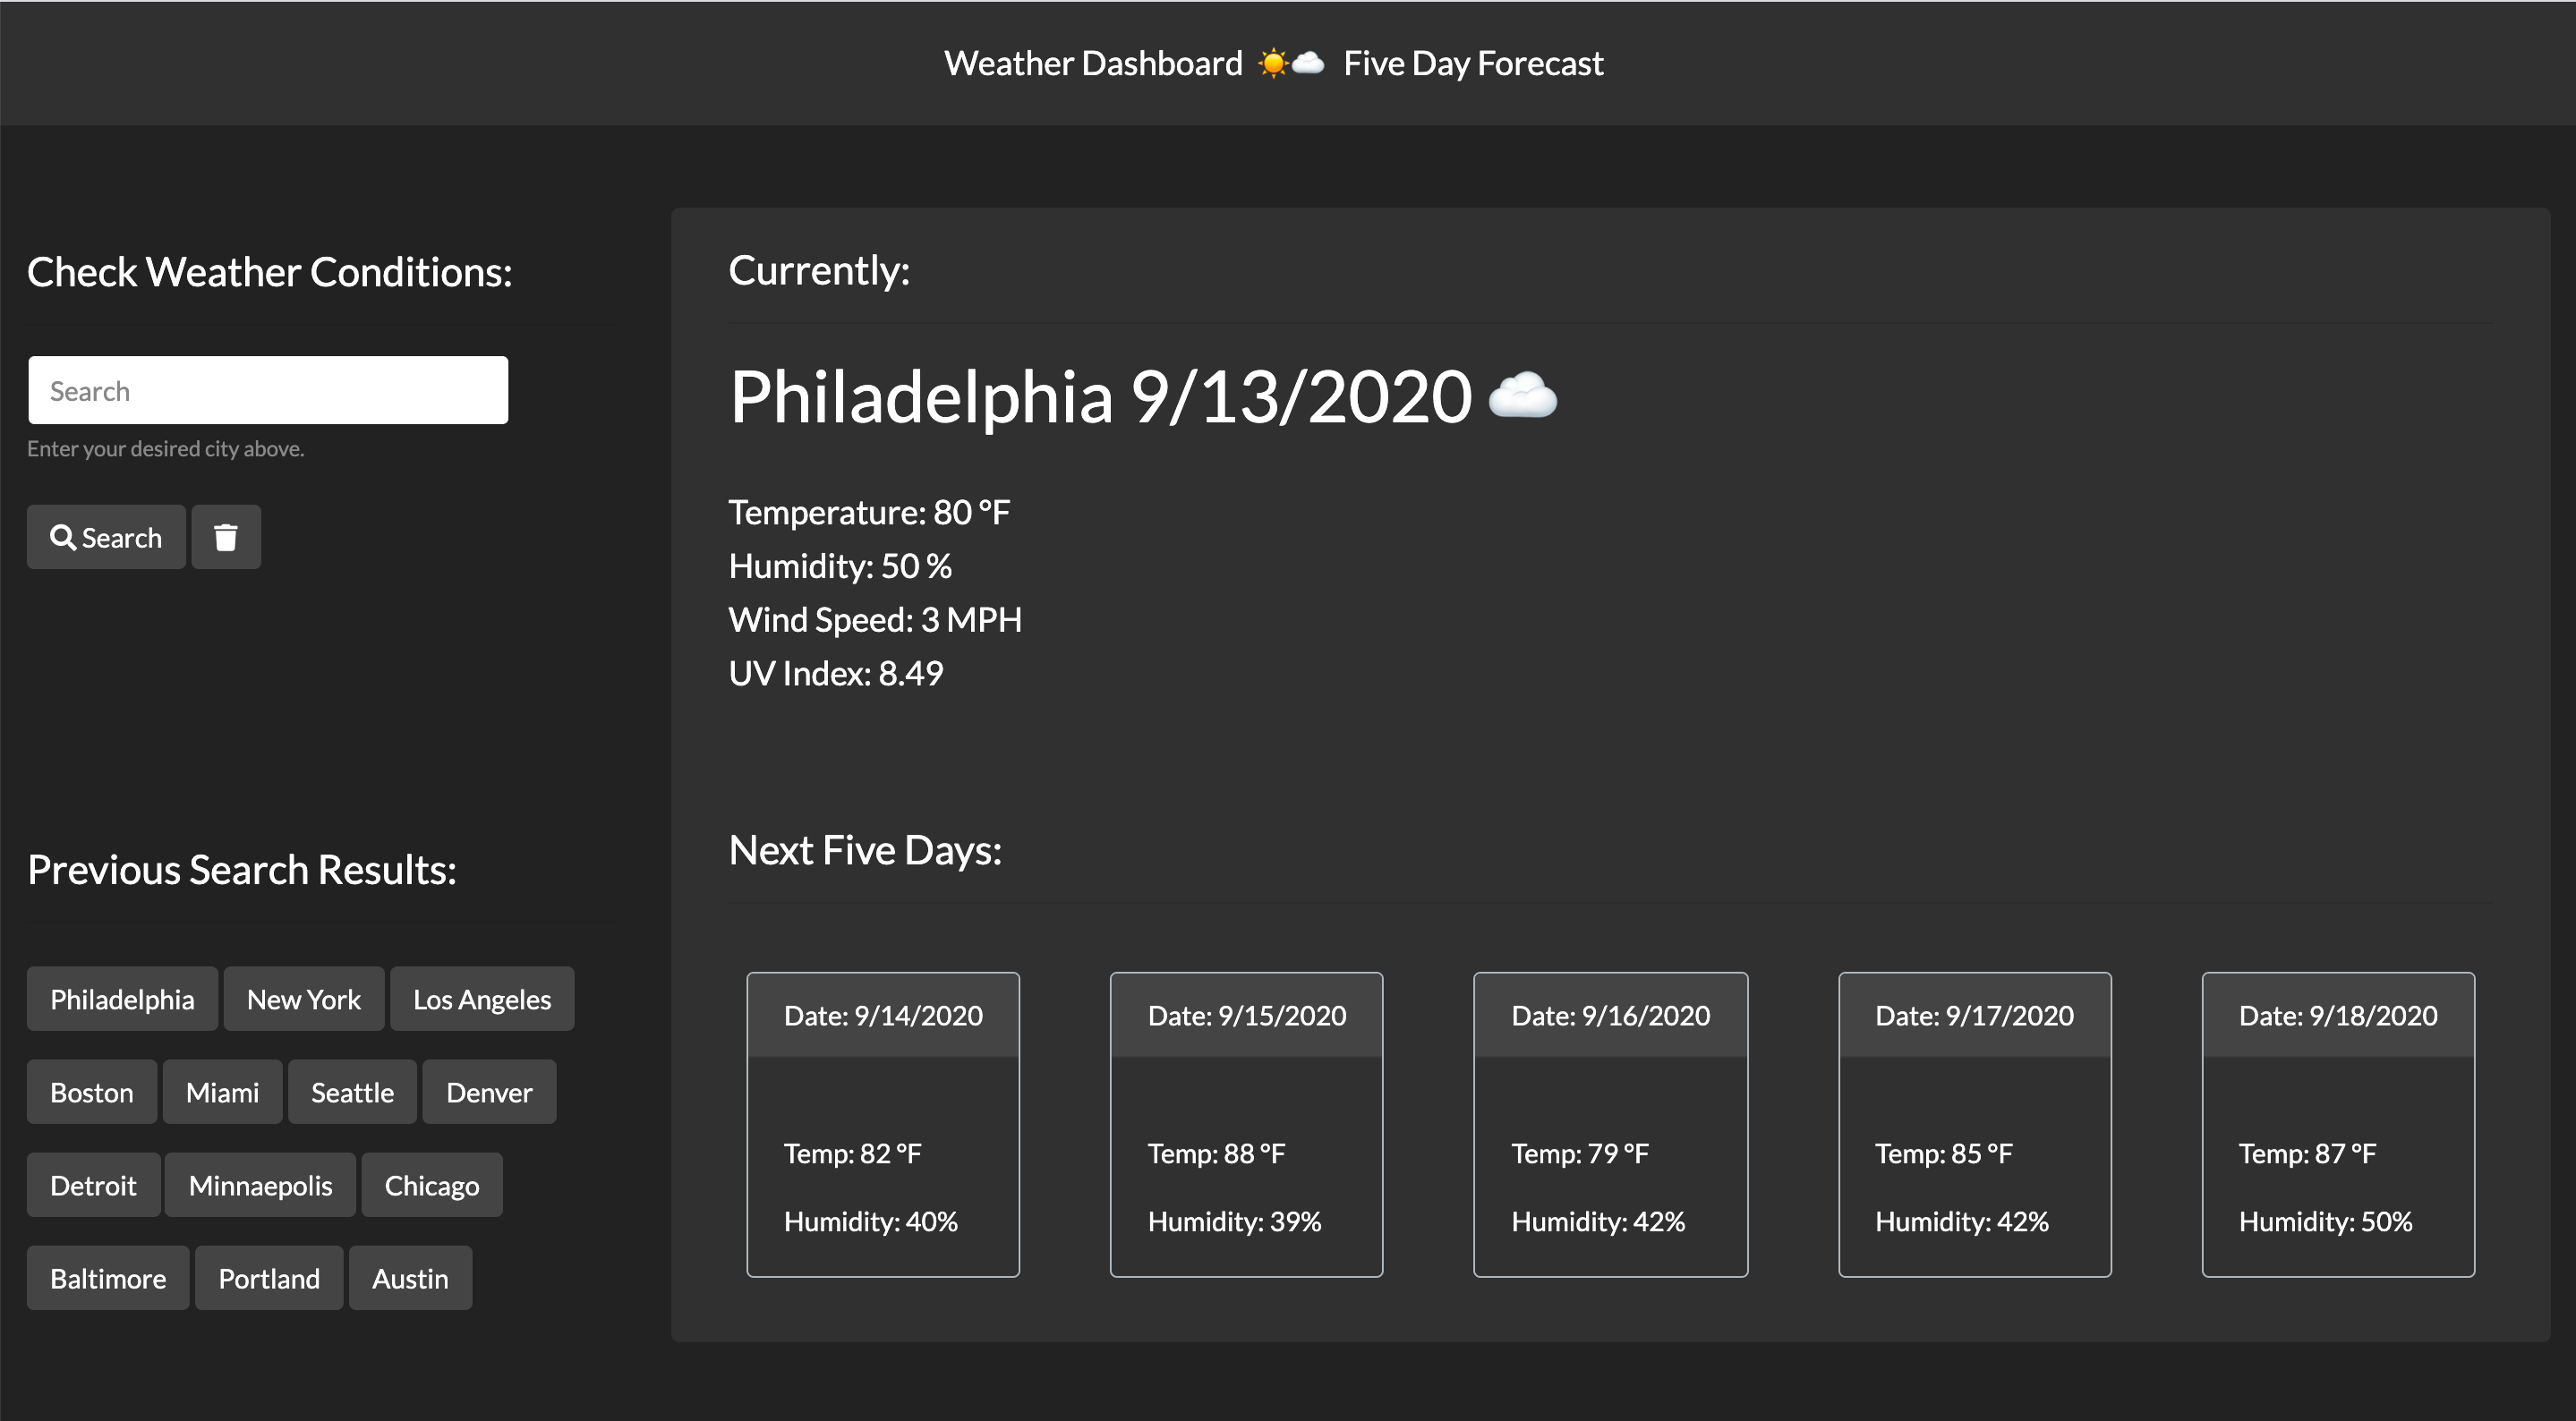 Weather Dashboard ☀️☁️ Five Day Forecast
Check Weather Conditions:
Search
Enter your desired city above.
Search
Previous Search Results:
Philadelphia New York Los Angeles
Boston Miami Seattle Denver
Detroit Minnaepolis Chicago
Baltimore Portland Austin
Currently:
Philadelphia 9/13/2020 ☁️
Temperature: 80 °F
Humidity: 50 %
Wind Speed: 3 MPH
UV Index: 8.49
Next Five Days:
Date: 9/14/2020
Temp: 82 °F
Humidity: 40%
Date: 9/15/2020
Temp: 88 °F
Humidity: 39%
Date: 9/16/2020
Temp: 79 °F
Humidity: 42%
Date: 9/17/2020
Temp: 85 °F
Humidity: 42%
Date: 9/18/2020
Temp: 87 °F
Humidity: 50%